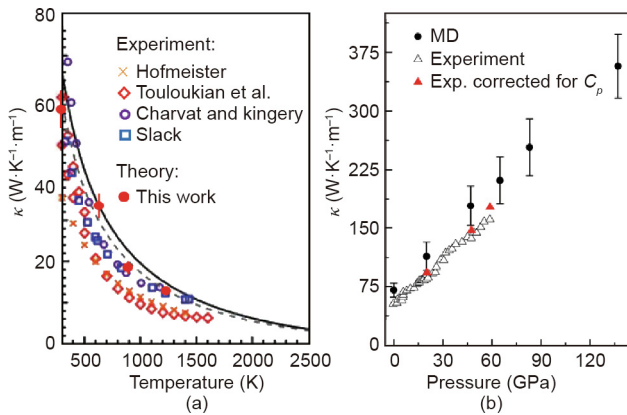 80
60
40
20
0
κ (W·K⁻¹·m⁻¹)
Experiment:
Hofmeister
Touloukian et al.
Charvat and kingery
Slack
Theory:
This work
500 1000 1500 2000 2500
Temperature (K)
(a)
375
300
225
150
75
0
κ (W·K⁻¹·m⁻¹)
MD
Experiment
Exp. corrected for Cₚ
0 30 60 90 120
Pressure (GPa)
(b)